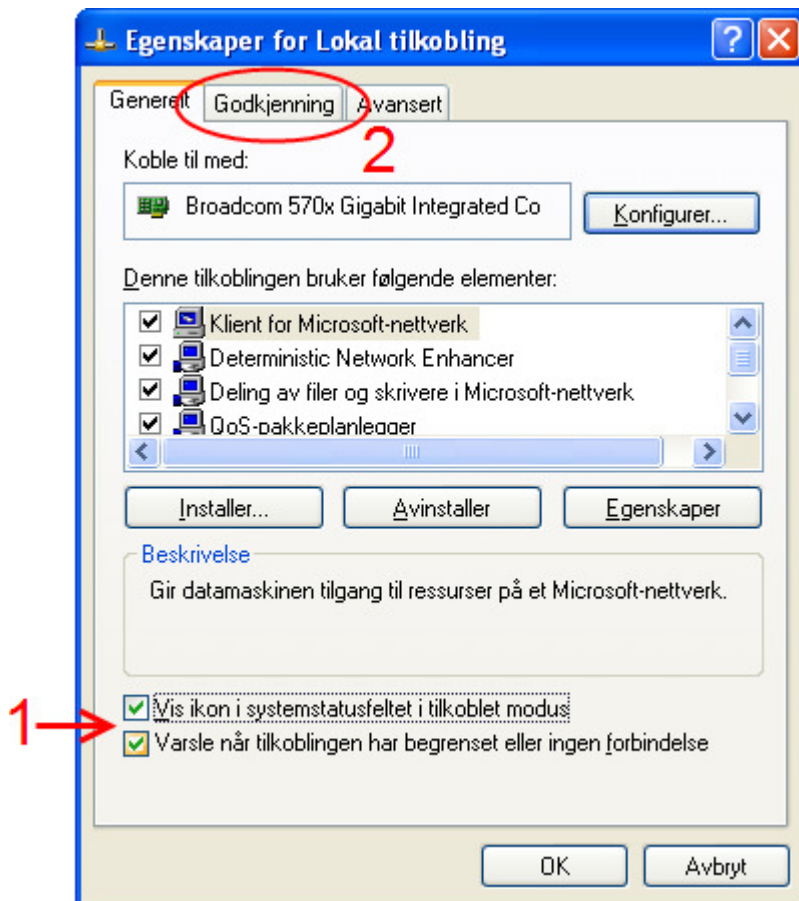 Egenskaper for Lokal tilkobling
Generelt Godkjenning Avansert
2
Koble til med:
Broadcom 570x Gigabit Integrated Co Konfigurer...
Denne tilkoblingen bruker følgende elementer:
Klient for Microsoft-nettverk
Deterministic Network Enhancer
Deling av filer og skrivere i Microsoft-nettverk
QoS-pakkeplanlegger
Installer... Avinstaller Egenskaper
Beskrivelse
Gir datamaskinen tilgang til ressurser på et Microsoft-nettverk.
1
Vis ikon i systemstatusfeltet i tilkoblet modus
Varsle når tilkoblingen har begrenset eller ingen forbindelse
OK Avbryt